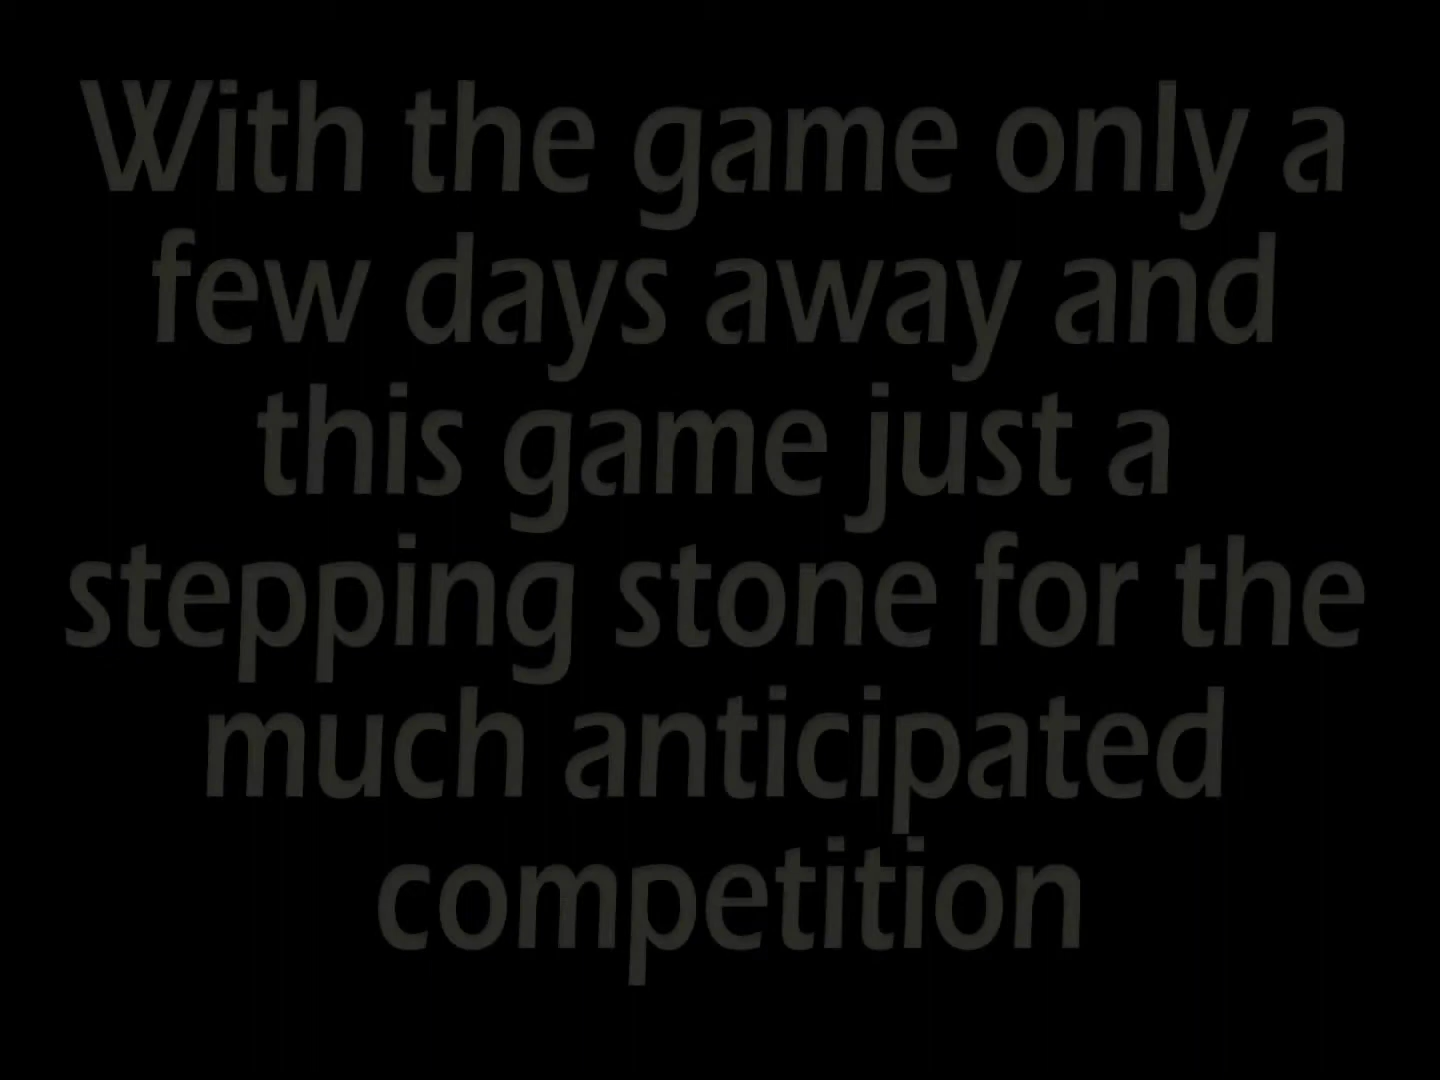 With the game only a
few days away and
this game just a
stepping stone for the
much anticipated
competition